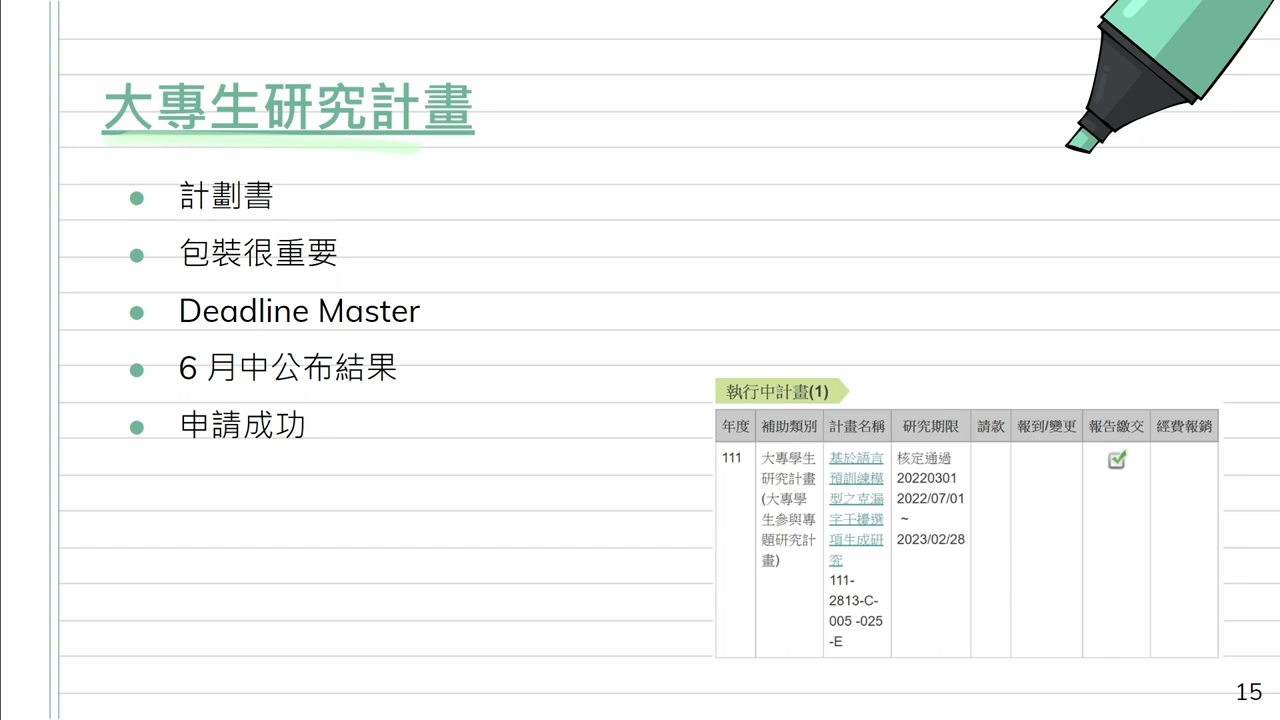 大專生研究計畫
計劃書
包裝很重要
Deadline Master
6 月中公布結果
申請成功
執行中計畫(1)
年度 補助類別 計畫名稱 研究期限 請款 報到/變更 報告繳交 經費報銷
111
大專學生
研究計畫
(大專學
生參與專
題研究計
畫)
基於語言
預訓練模
型之克漏
字干擾選
項生成研
究
111-
2813-C-
005 -025
-E
核定通過
20220301
2022/07/01
~
2023/02/28
15